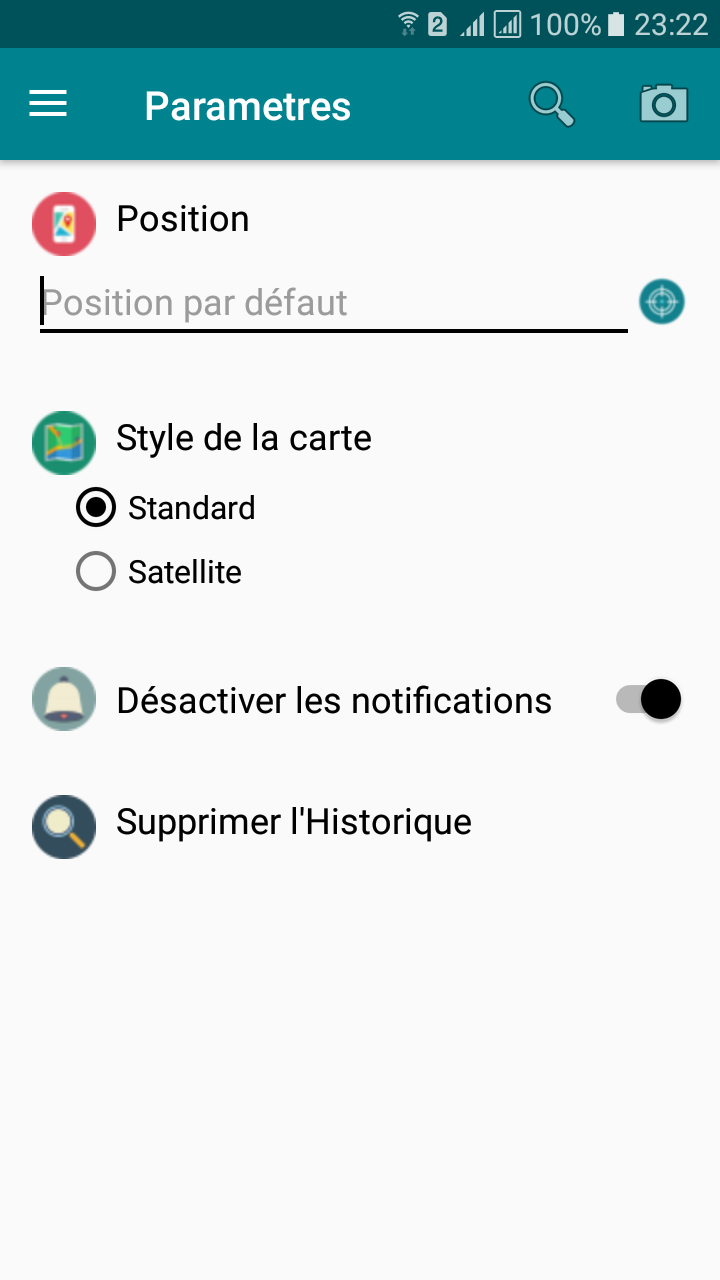 2 100% 23:22
Parametres
Position
Position par défaut
Style de la carte
Standard
Satellite
Désactiver les notifications
Supprimer l'Historique